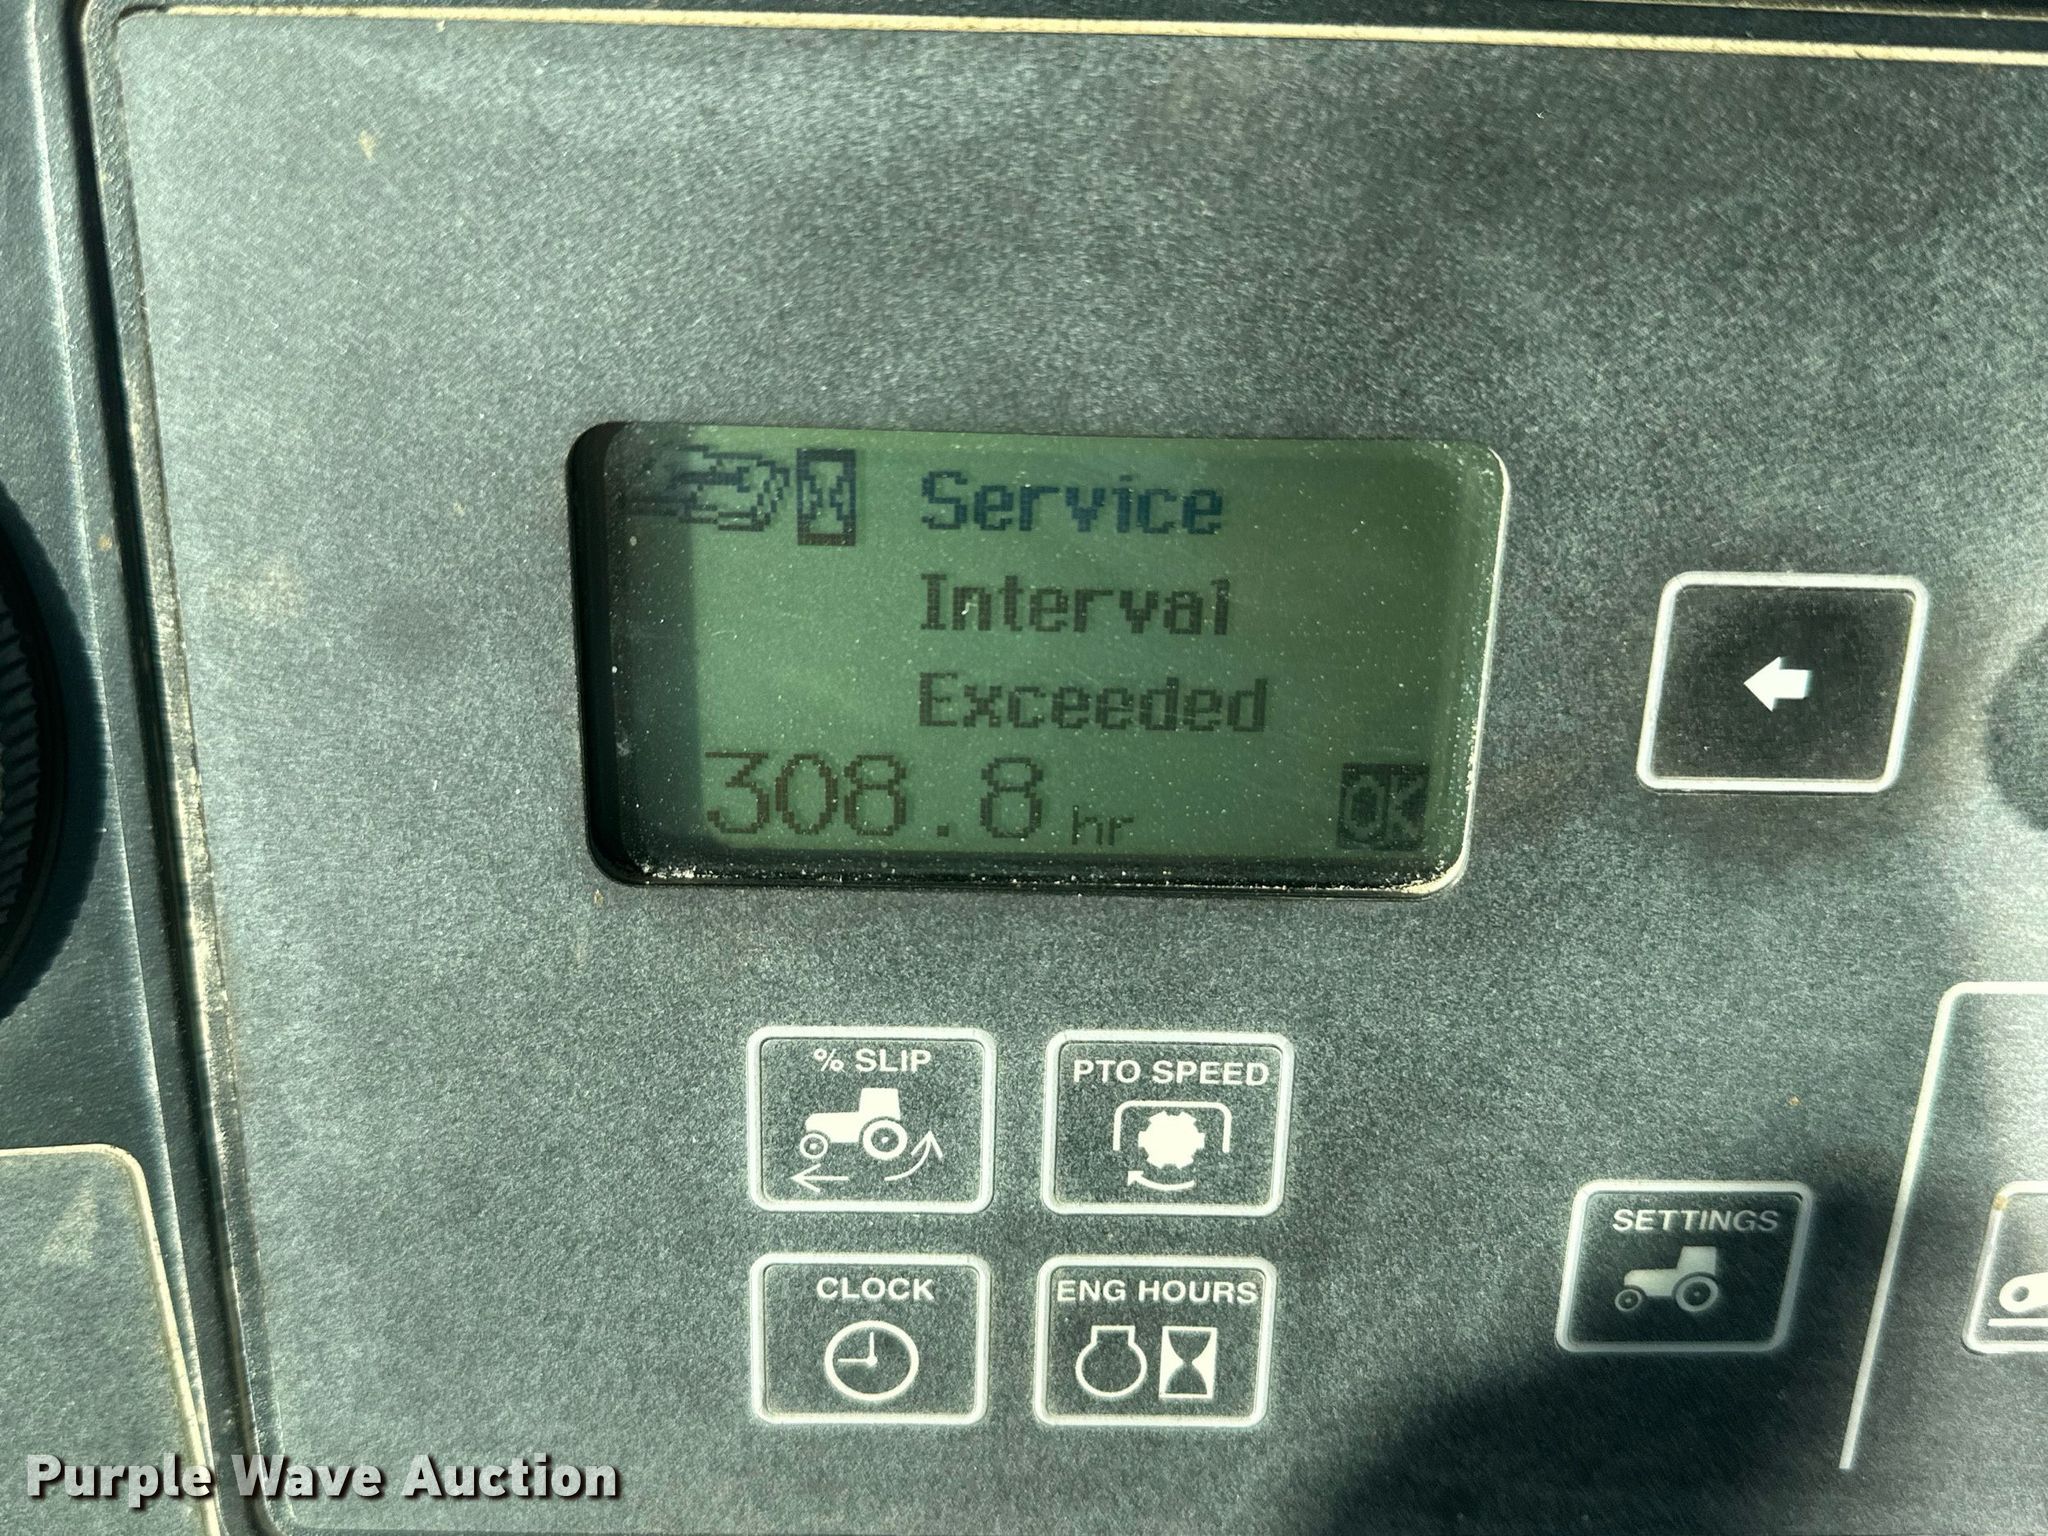 Service
Interval
Exceeded
308.8 hr OK
% SLIP
PTO SPEED
CLOCK
ENG HOURS
SETTINGS
Purple Wave Auction